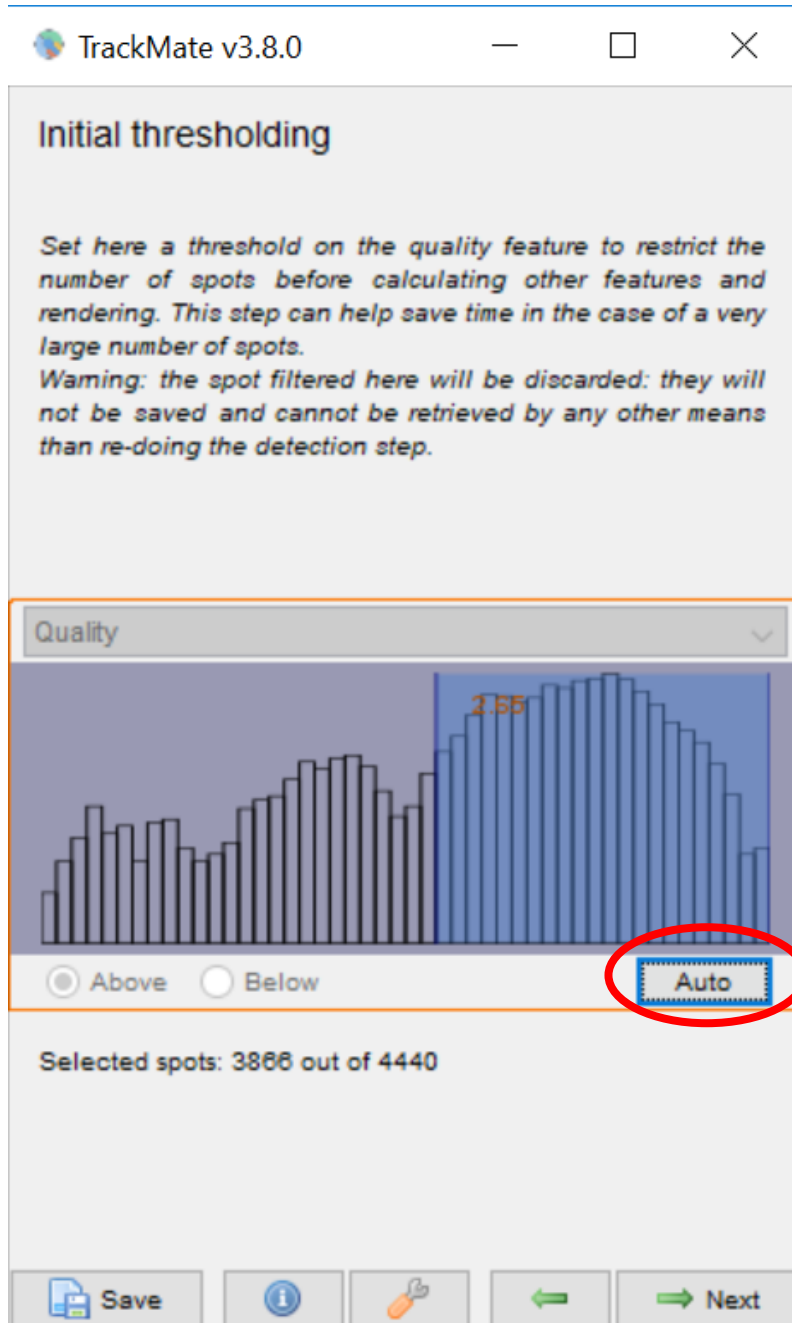 TrackMate v3.8.0
Initial thresholding
Set here a threshold on the quality feature to restrict the
number of spots before calculating other features and
rendering. This step can help save time in the case of a very
large number of spots.
Warning: the spot filtered here will be discarded: they will
not be saved and cannot be retrieved by any other means
than re-doing the detection step.
Quality
2.65
Above Below Auto
Selected spots: 3866 out of 4440
Save Next